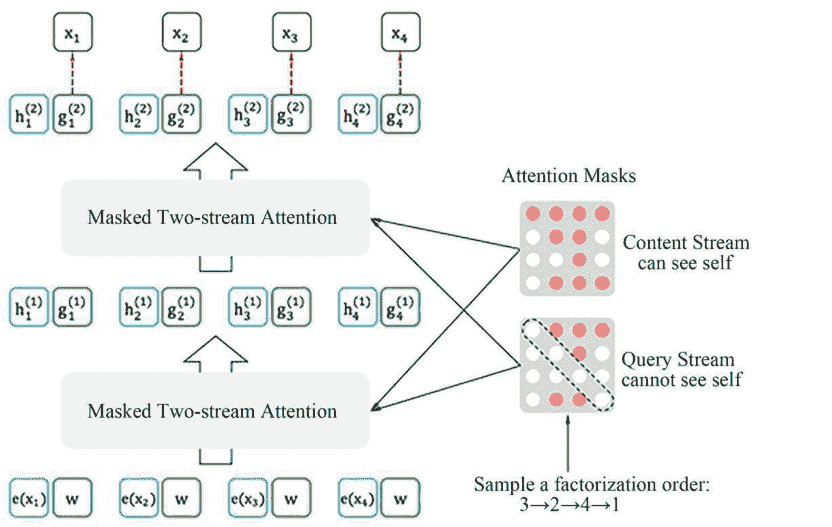 x₁ x₂ x₃ x₄
h₁⁽²⁾ g₁⁽²⁾ h₂⁽²⁾ g₂⁽²⁾ h₃⁽²⁾ g₃⁽²⁾ h₄⁽²⁾ g₄⁽²⁾
Masked Two-stream Attention
h₁⁽¹⁾ g₁⁽¹⁾ h₂⁽¹⁾ g₂⁽¹⁾ h₃⁽¹⁾ g₃⁽¹⁾ h₄⁽¹⁾ g₄⁽¹⁾
Masked Two-stream Attention
e(x₁) w e(x₂) w e(x₃) w e(x₄) w
Attention Masks
Content Stream
can see self
Query Stream
cannot see self
Sample a factorization order:
3→2→4→1